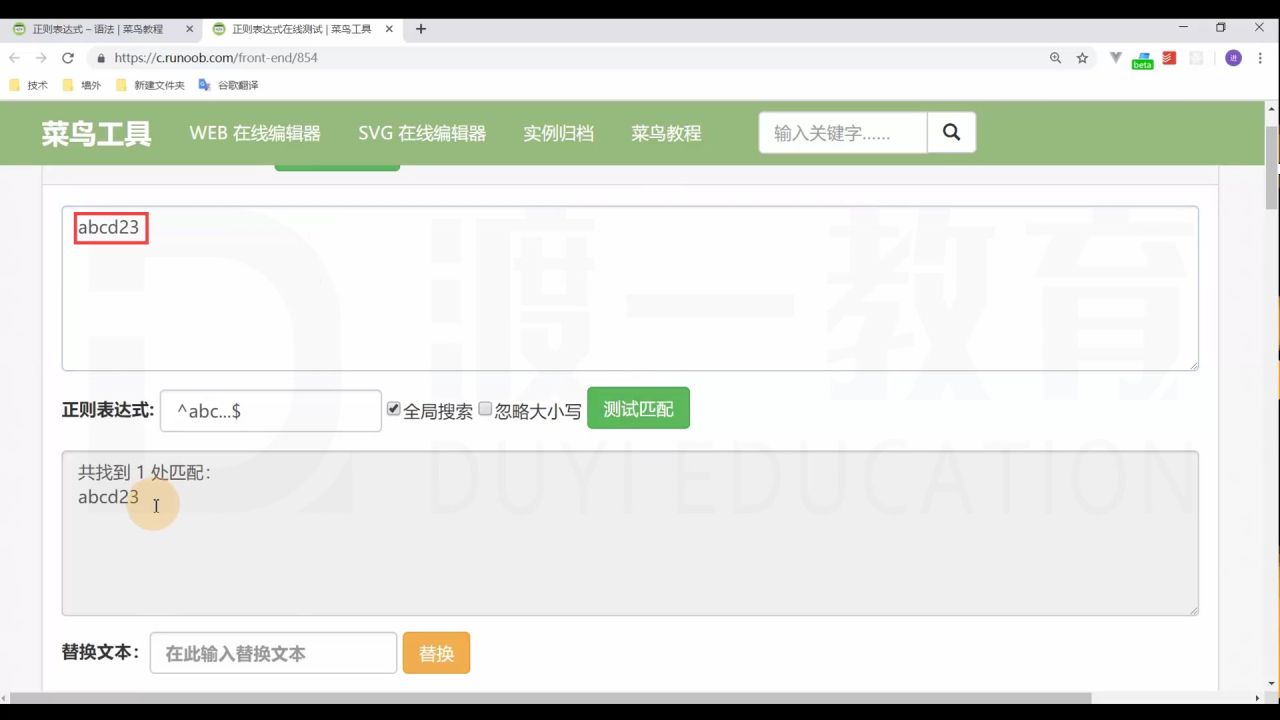 正则表达式 – 语法 | 菜鸟教程
正则表达式在线测试 | 菜鸟工具
https://c.runoob.com/front-end/854
beta
进
技术
墙外
新建文件夹
谷歌翻译
菜鸟工具
WEB 在线编辑器
SVG 在线编辑器
实例归档
菜鸟教程
输入关键字......
abcd23
渡一教育
正则表达式:
^abc...$
全局搜索
忽略大小写
测试匹配
DUYI EDUCATION
共找到 1 处匹配：
abcd23
替换文本：
在此输入替换文本
替换